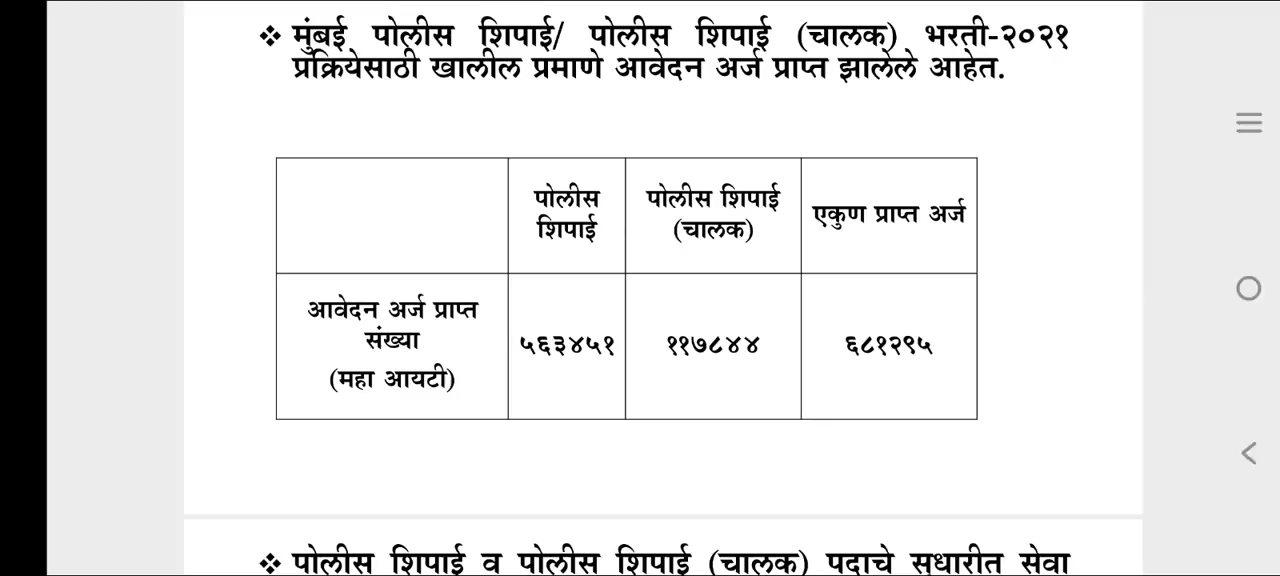 ❖ मुंबई पोलीस शिपाई/ पोलीस शिपाई (चालक) भरती-२०२१
प्रक्रियेसाठी खालील प्रमाणे आवेदन अर्ज प्राप्त झालेले आहेत.
पोलीस
शिपाई
पोलीस शिपाई
(चालक)
एकुण प्राप्त अर्ज
आवेदन अर्ज प्राप्त
संख्या
(महा आयटी)
५६३४५१
११७८४४
६८१२९५
❖ पोलीस शिपाई व पोलीस शिपाई (चालक) पदाचे सुधारीत सेवा